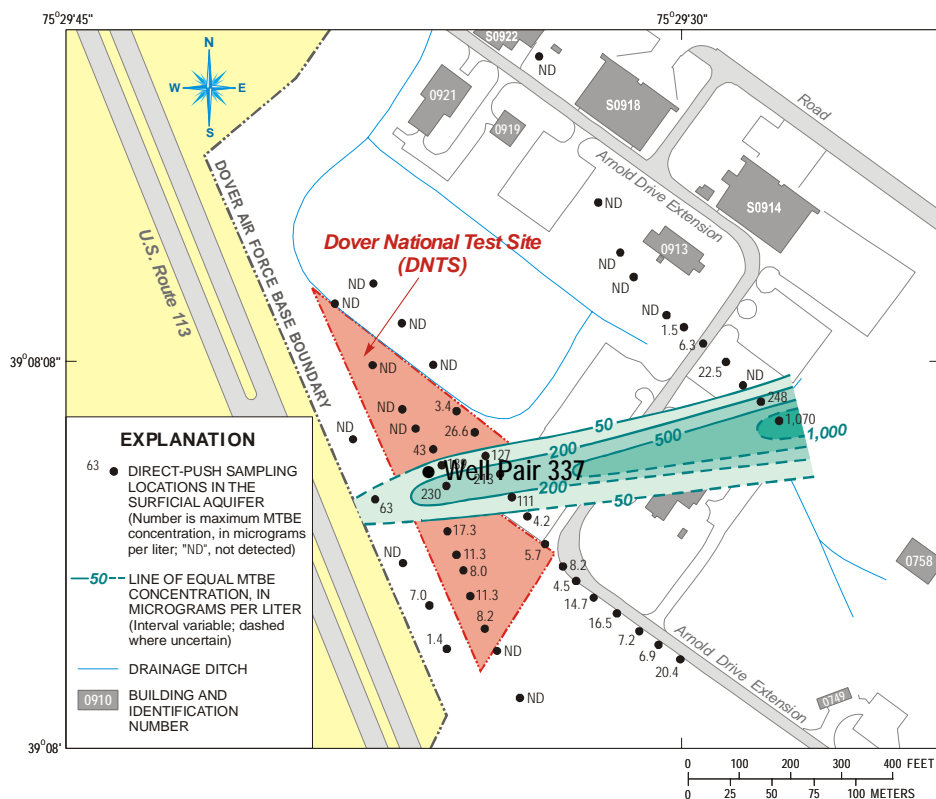 75°29'45"
75°29'30"
N
W
E
S
S0922
ND
0921
0919
S0918
Road
Arnold Drive Extension
S0914
ND
0913
Dover National Test Site
(DNTS)
DOVER AIR FORCE BASE BOUNDARY
U.S. Route 113
ND
ND
ND
ND
ND
1.5
6.3
39°08'08"
ND
ND
22.5
ND
ND
3.4
50
248
ND
26.6
200
500
1,070
1,000
ND
43
127
189
Well Pair 337
213
200
230
50
63
111
4.2
17.3
5.7
ND
11.3
8.0
8.2
4.5
7.0
11.3
14.7
16.5
8.2
7.2
1.4
ND
6.9
20.4
ND
Arnold Drive Extension
0758
0749
EXPLANATION
63 DIRECT-PUSH SAMPLING
LOCATIONS IN THE
SURFICIAL AQUIFER
(Number is maximum MTBE
concentration, in micrograms
per liter; "ND", not detected)
50 LINE OF EQUAL MTBE
CONCENTRATION, IN
MICROGRAMS PER LITER
(Interval variable; dashed
where uncertain)
DRAINAGE DITCH
0910 BUILDING AND
IDENTIFICATION
NUMBER
39°08'
0 100 200 300 400 FEET
0 25 50 75 100 METERS